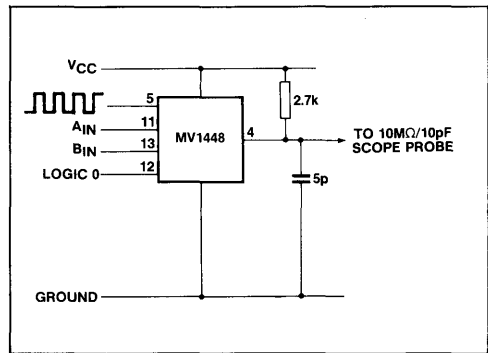 VCC
5
2.7k
AIN
11
MV1448
4
TO 10MΩ/10pF
SCOPE PROBE
BIN
13
LOGIC 0
12
5p
GROUND